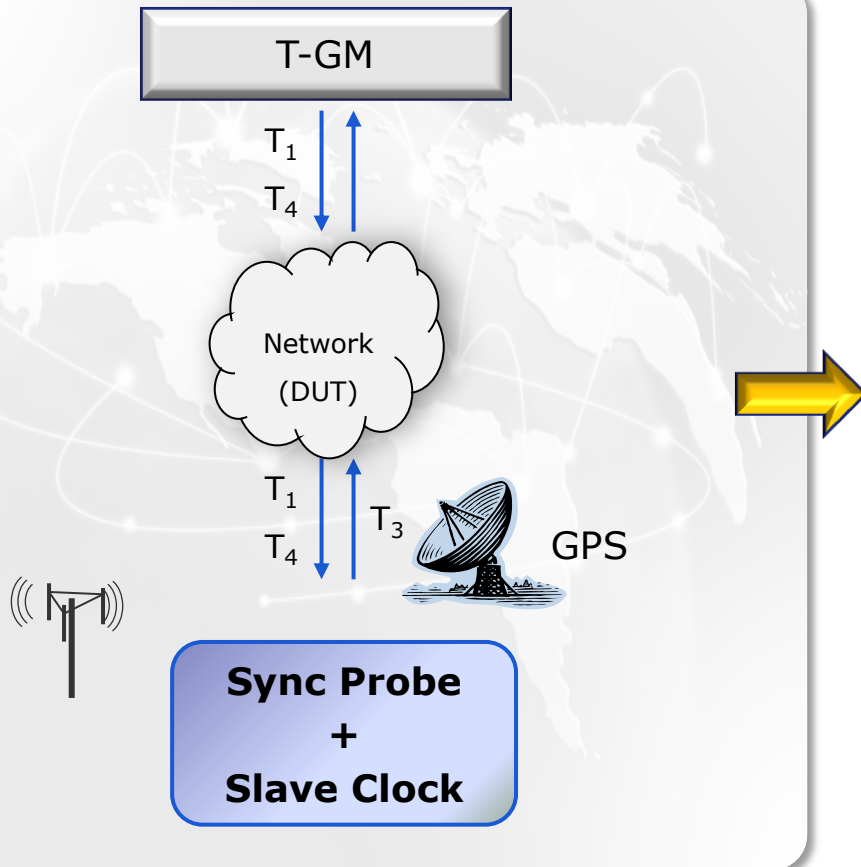 T-GM
T₁
T₄
Network
(DUT)
T₁
T₃
T₄
GPS
Sync Probe
+
Slave Clock